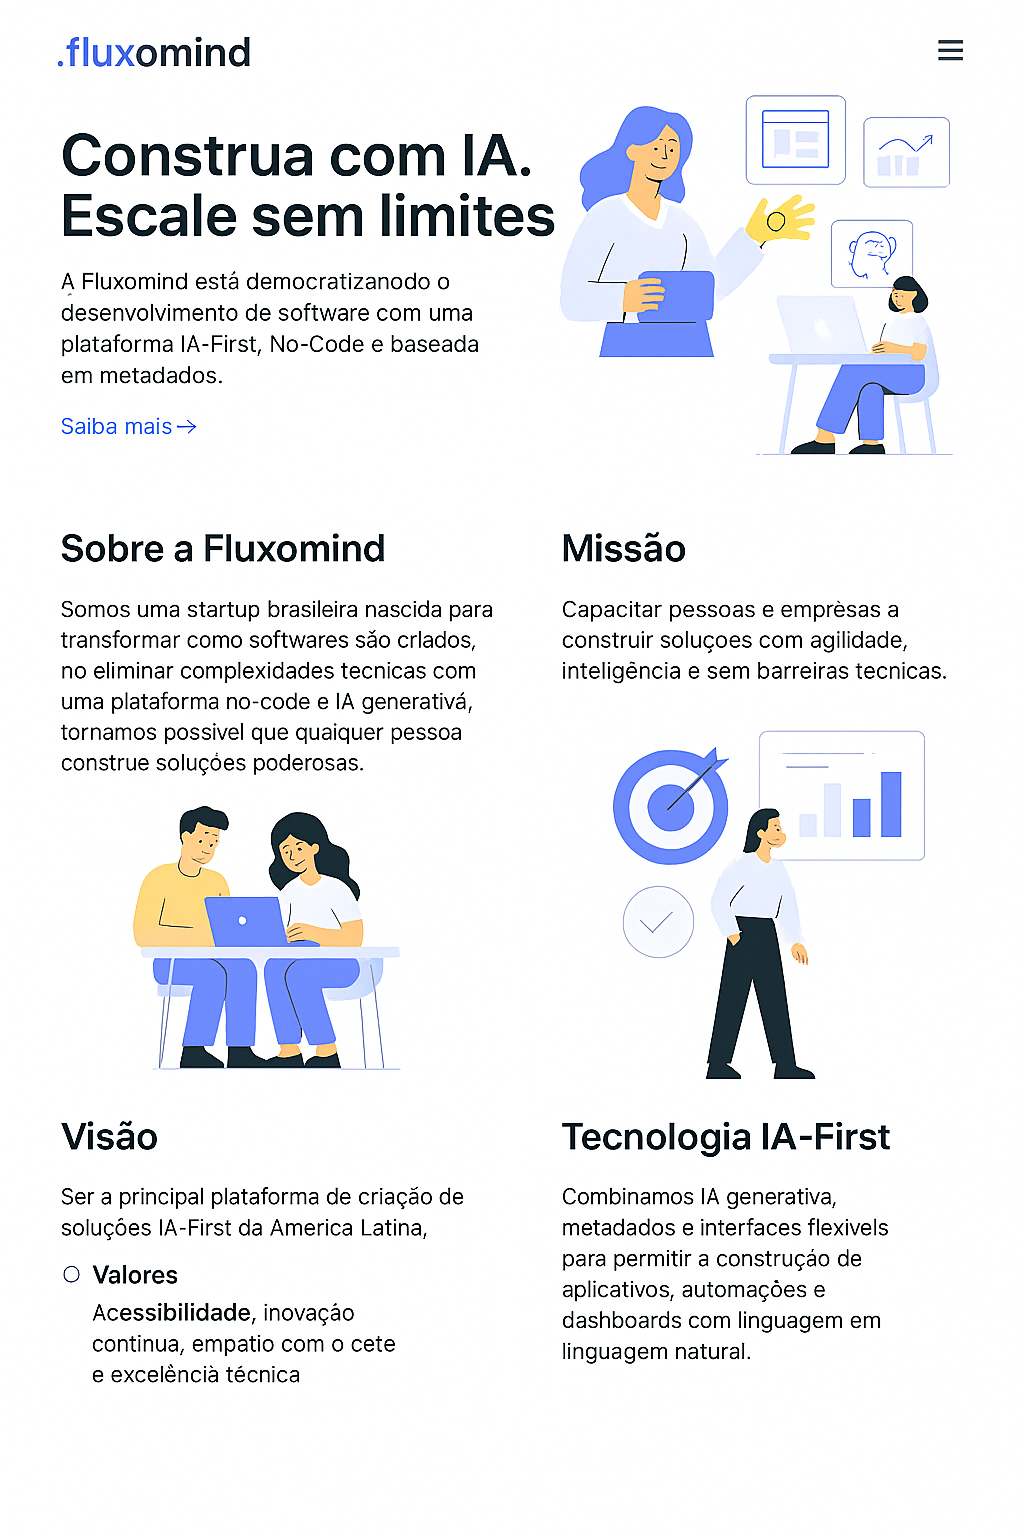 .fluxomind
Construa com IA.
Escale sem limites
A Fluxomind está democratizanodo o
desenvolvimento de software com uma
plataforma IA-First, No-Code e baseada
em metadados.
Saiba mais →
Sobre a Fluxomind
Somos uma startup brasileira nascida para
transformar como softwares são crlados,
no eliminar complexidades tecnicas com
uma plataforma no-code e IA generativá,
tornamos possivel que quaiquer pessoa
construe soluções poderosas.
Missão
Capacitar pessoas e emprèsas a
construir soluçoes com agilidade,
inteligência e sem barreiras tecnicas.
Visão
Ser a principal plataforma de criação de
soluções IA-First da America Latina,
Valores
Acessibilidade, inovação
continua, empatio com o cete
e excelêncià técnica
Tecnologia IA-First
Combinamos IA generativa,
metadados e interfaces flexivels
para permitir a construção de
aplicativos, automações e
dashboards com linguagem em
linguagem natural.